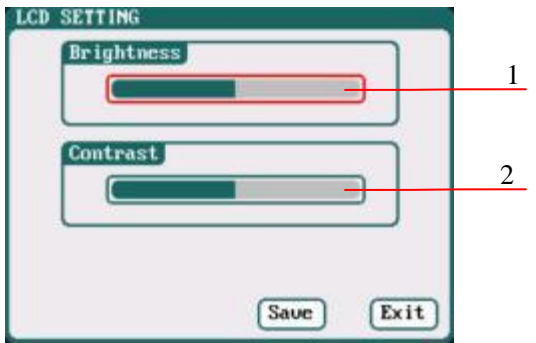 LCD SETTING
Brightness
1
Contrast
2
Save Exit